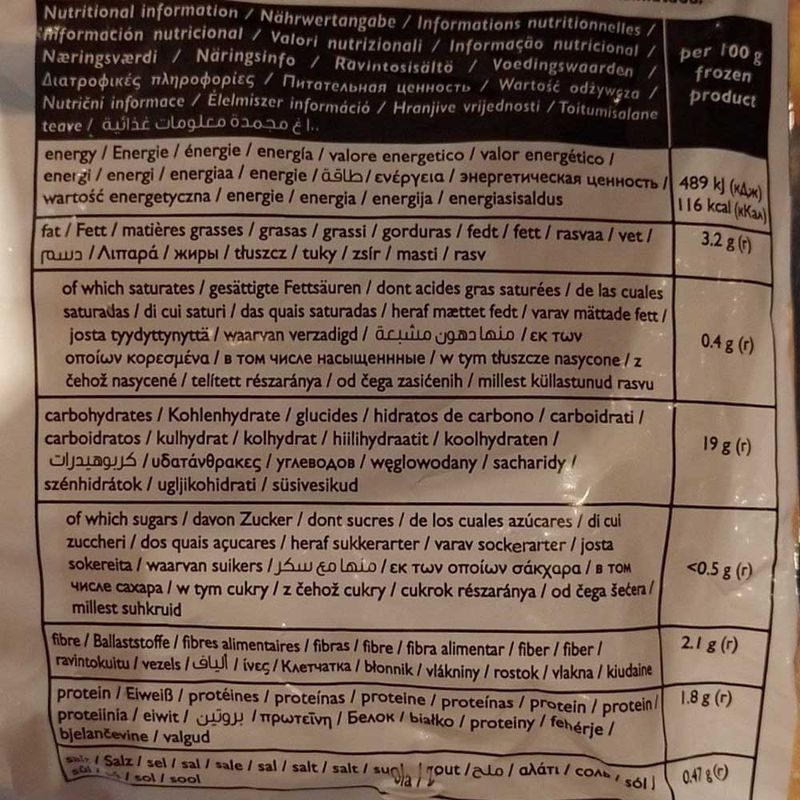 Nutritional information / Nährwertangabe / Informations nutritionnelles /
Información nutricional / Valori nutrizionali / Informação nutricional /
Næringsværdi / Näringsinfo / Ravintosisältö / Voedingswaarden /
Διατροφικές πληροφορίες / Питательная ценность / Wartość odżywcza /
Nutriční informace / Élelmiszer információ / Hranjive vrijednosti / Toitumisalane
teave / معلومات غذائية
per 100 g
frozen
product
energy / Energie / énergie / energía / valore energetico / valor energético /
energi / energi / energiaa / energie / طاقة / ενέργεια / энергетическая ценность /
wartość energetyczna / energie / energia / energija / energiasisaldus
489 kJ (кДж)
116 kcal (кКал)
fat / Fett / matières grasses / grasas / grassi / gorduras / fedt / fett / rasvaa / vet /
دسم / Λιπαρά / жиры / tłuszcz / tuky / zsír / masti / rasv
3.2 g (г)
of which saturates / gesättigte Fettsäuren / dont acides gras saturées / de las cuales
saturadas / di cui saturi / das quais saturadas / heraf mættet fedt / varav mättade fett /
josta tyydyttynyttä / waarvan verzadigd / منها دهون مشبعة / εκ των
οποίων κορεσμένα / в том числе насыщеннные / w tym tłuszcze nasycone / z
čehož nasycené / telített részaránya / od čega zasićenih / millest küllastunud rasvu
0.4 g (г)
carbohydrates / Kohlenhydrate / glucides / hidratos de carbono / carboidrati /
carboidratos / kulhydrat / kolhydrat / hiilihydraatit / koolhydraten /
كربوهيدرات / υδατάνθρακες / углеводов / węglowodany / sacharidy /
szénhidrátok / ugljikohidrati / süsivesikud
19 g (г)
of which sugars / davon Zucker / dont sucres / de los cuales azúcares / di cui
zuccheri / dos quais açucares / heraf sukkerarter / varav sockerarter / josta
sokereita / waarvan suikers / منها مع سكر / εκ των οποίων σάκχαρα / в том
числе сахара / w tym cukry / z čehož cukry / cukrok részaránya / od čega šećera /
millest suhkruid
<0.5 g (г)
fibre / Ballaststoffe / fibres alimentaires / fibras / fibre / fibra alimentar / fiber / fiber /
ravintokuitu / vezels / ألياف / ίνες / Клетчатка / błonnik / vlákniny / rostok / vlakna / kiudaine
2.1 g (г)
protein / Eiweiß / protéines / proteínas / proteine / proteínas / protein / protein /
proteiinia / eiwit / بروتين / πρωτεΐνη / Белок / białko / proteiny / fehérje /
bjelančevine / valgud
1.8 g (г)
salt / Salz / sel / sal / sale / sal / salt / salt / zout / ملح / αλάτι / соль / sól /
/ sol / sool
0.47 g (г)